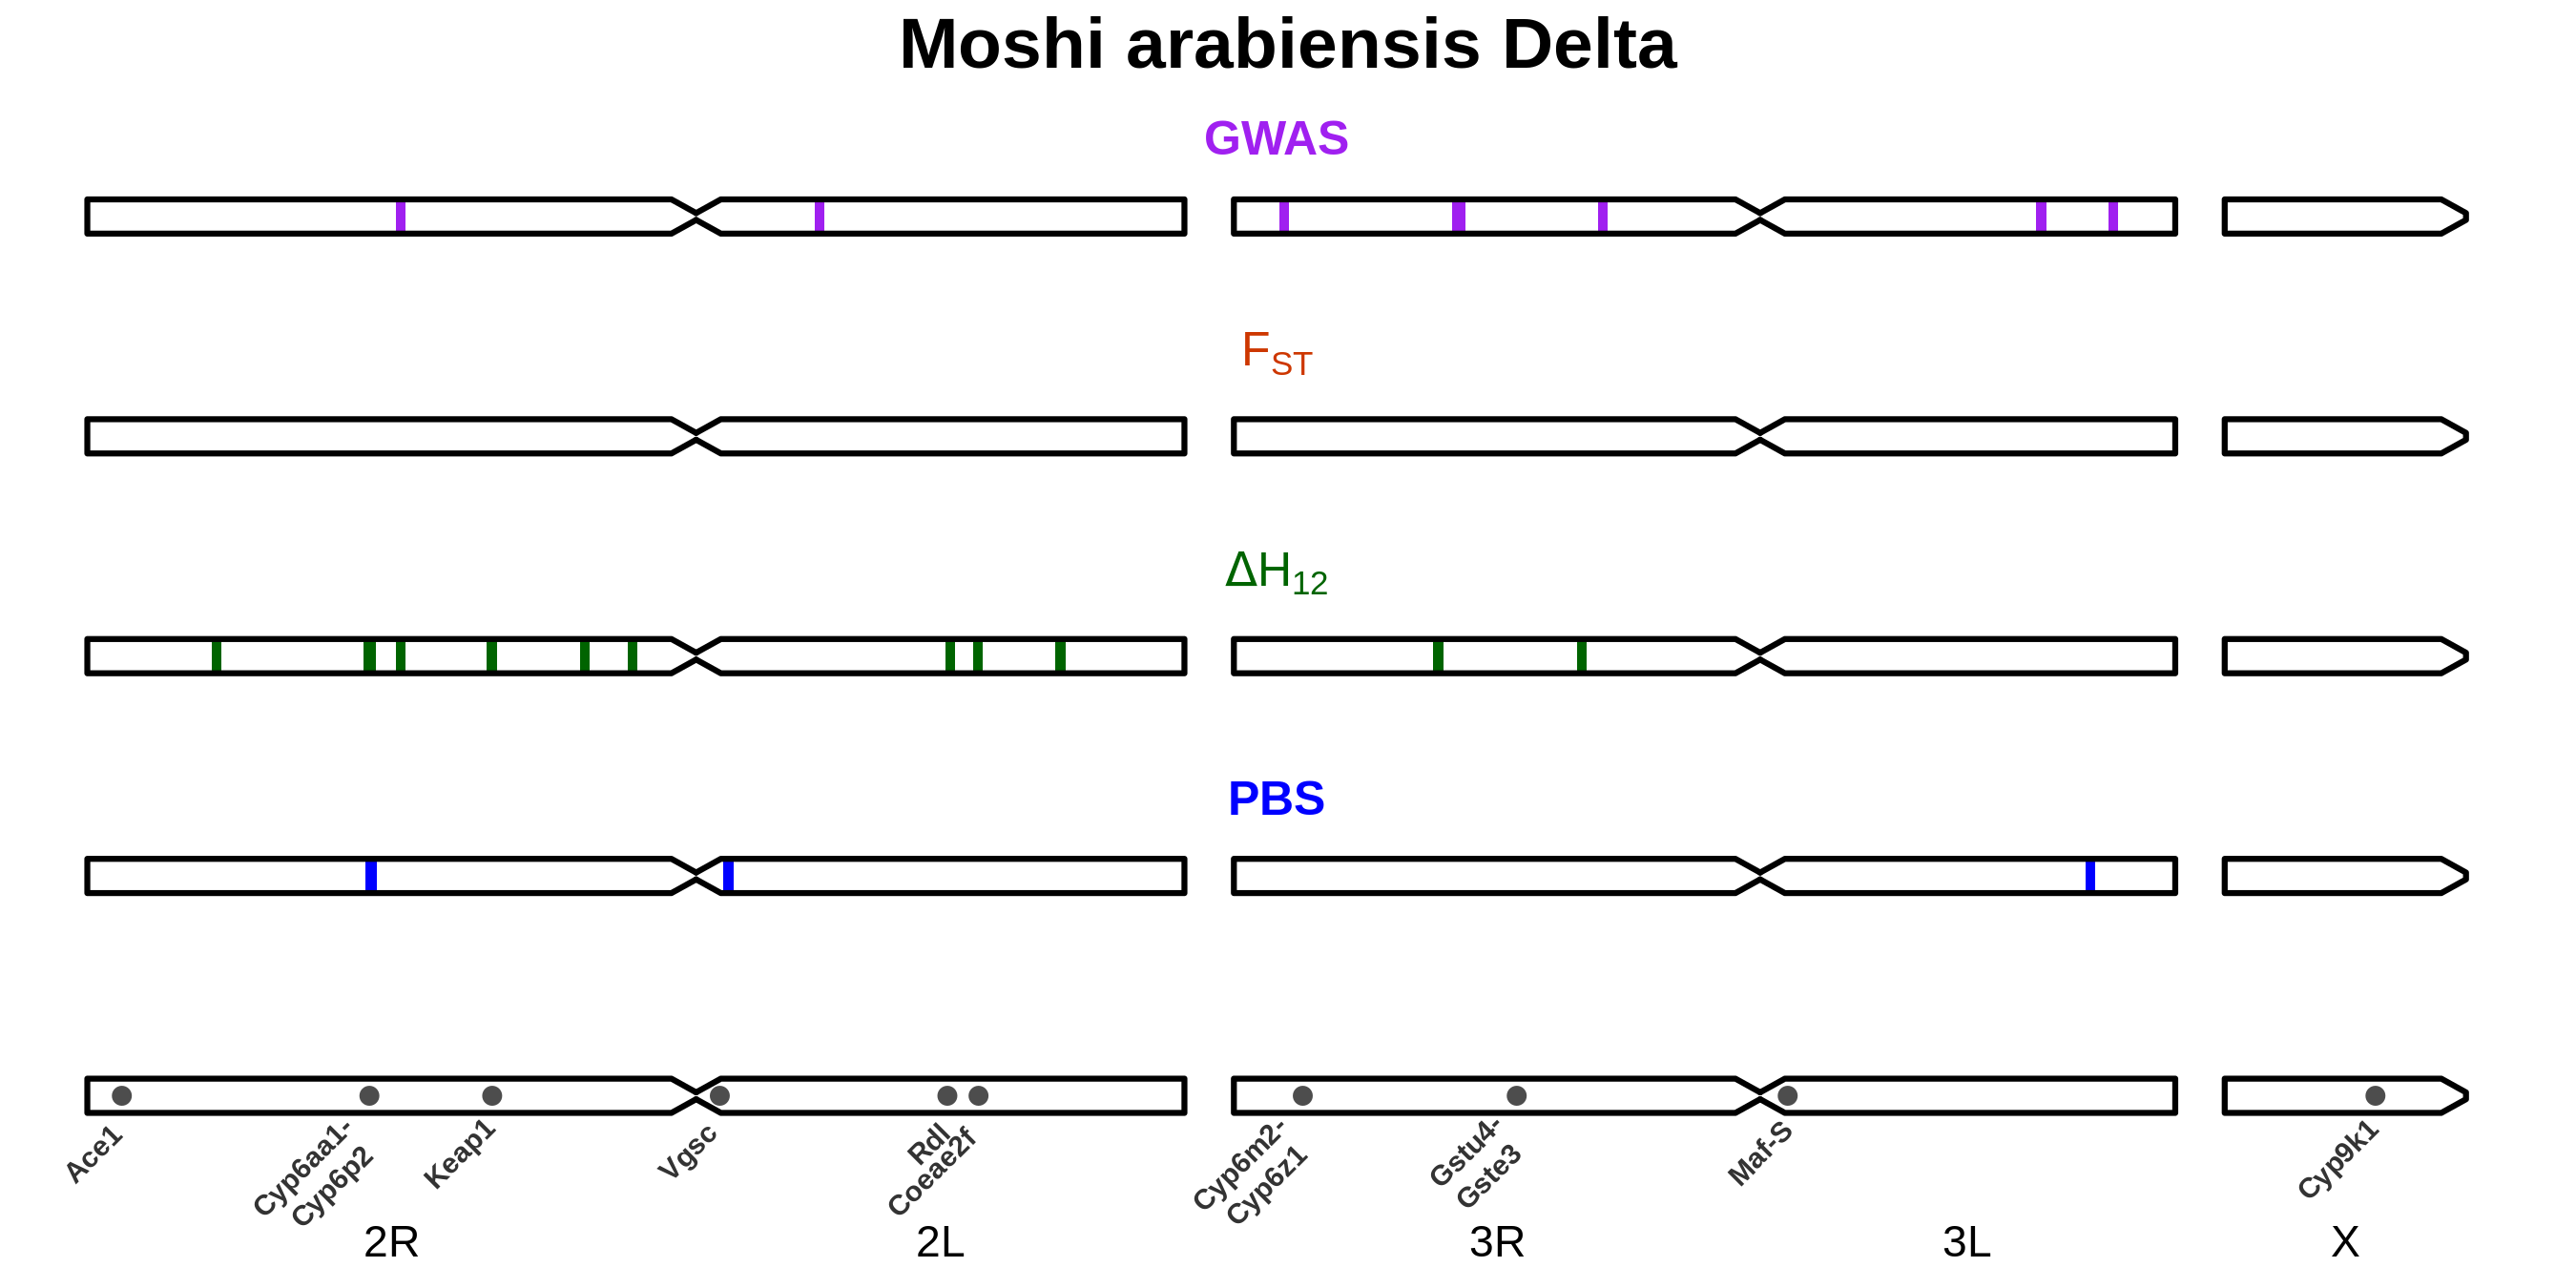 Moshi arabiensis Delta
GWAS
FST
ΔH12
PBS
Ace1
Cyp6aa1-
Cyp6p2
Keap1
Vgsc
Rdl
Coeae2f
Cyp6m2-
Cyp6z1
Gstu4-
Gste3
Maf-S
Cyp9k1
2R
2L
3R
3L
X